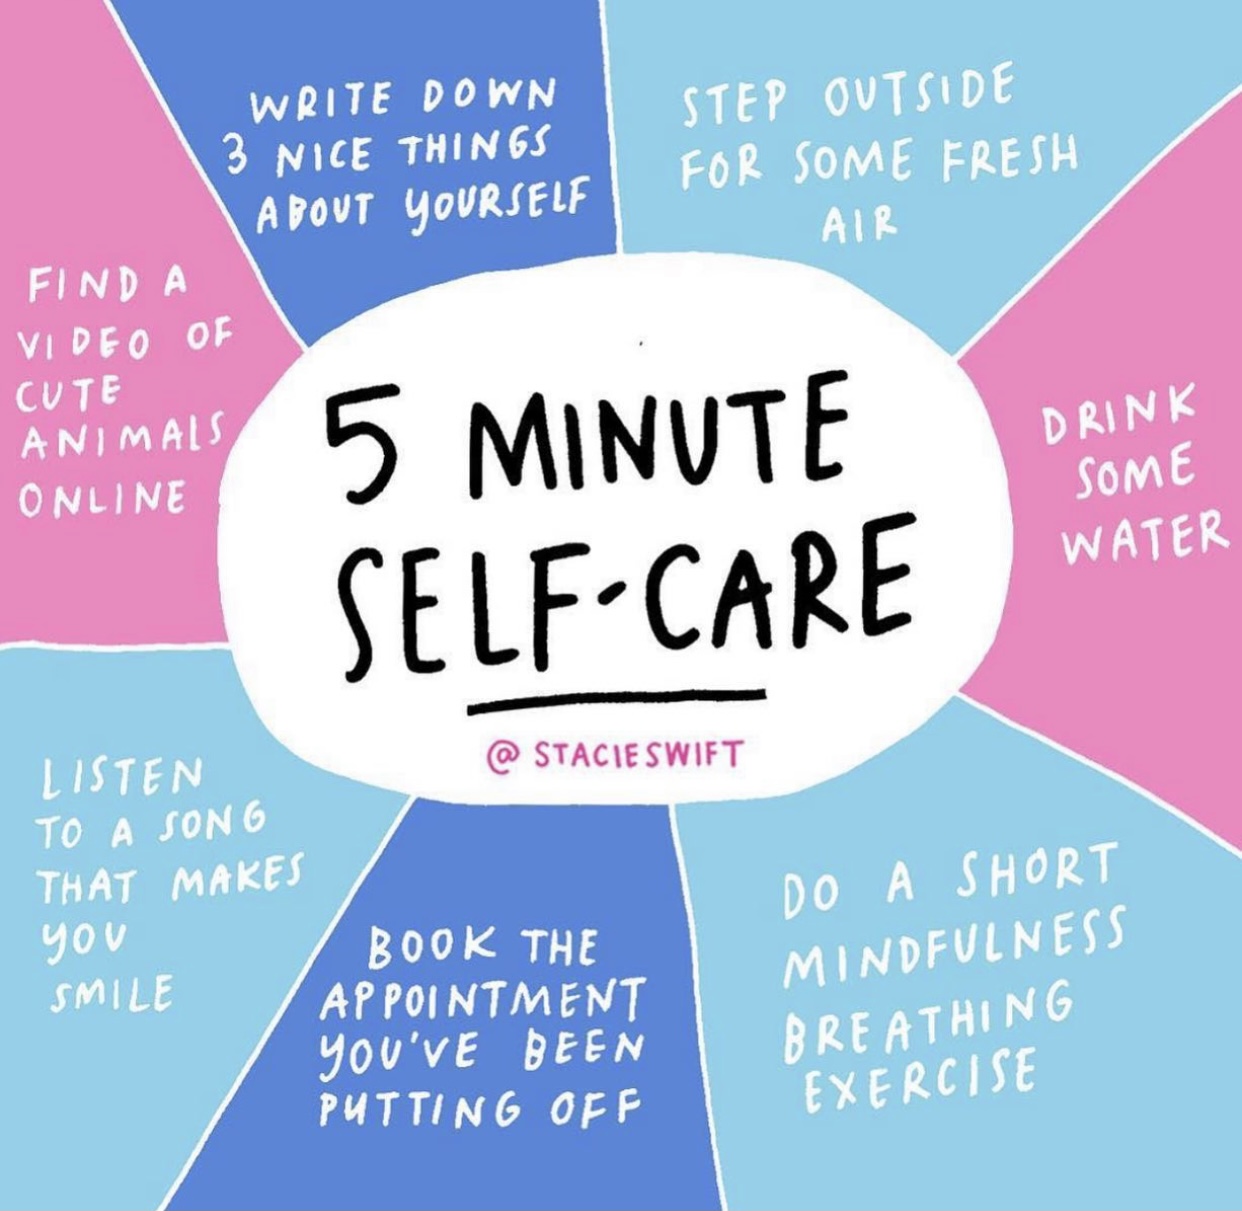 5 MINUTE
SELF-CARE
@ STACIESWIFT
WRITE DOWN
3 NICE THINGS
ABOUT YOURSELF
STEP OUTSIDE
FOR SOME FRESH
AIR
DRINK
SOME
WATER
DO A SHORT
MINDFULNESS
BREATHING
EXERCISE
BOOK THE
APPOINTMENT
YOU'VE BEEN
PUTTING OFF
LISTEN
TO A SONG
THAT MAKES
YOU
SMILE
FIND A
VIDEO OF
CUTE
ANIMALS
ONLINE